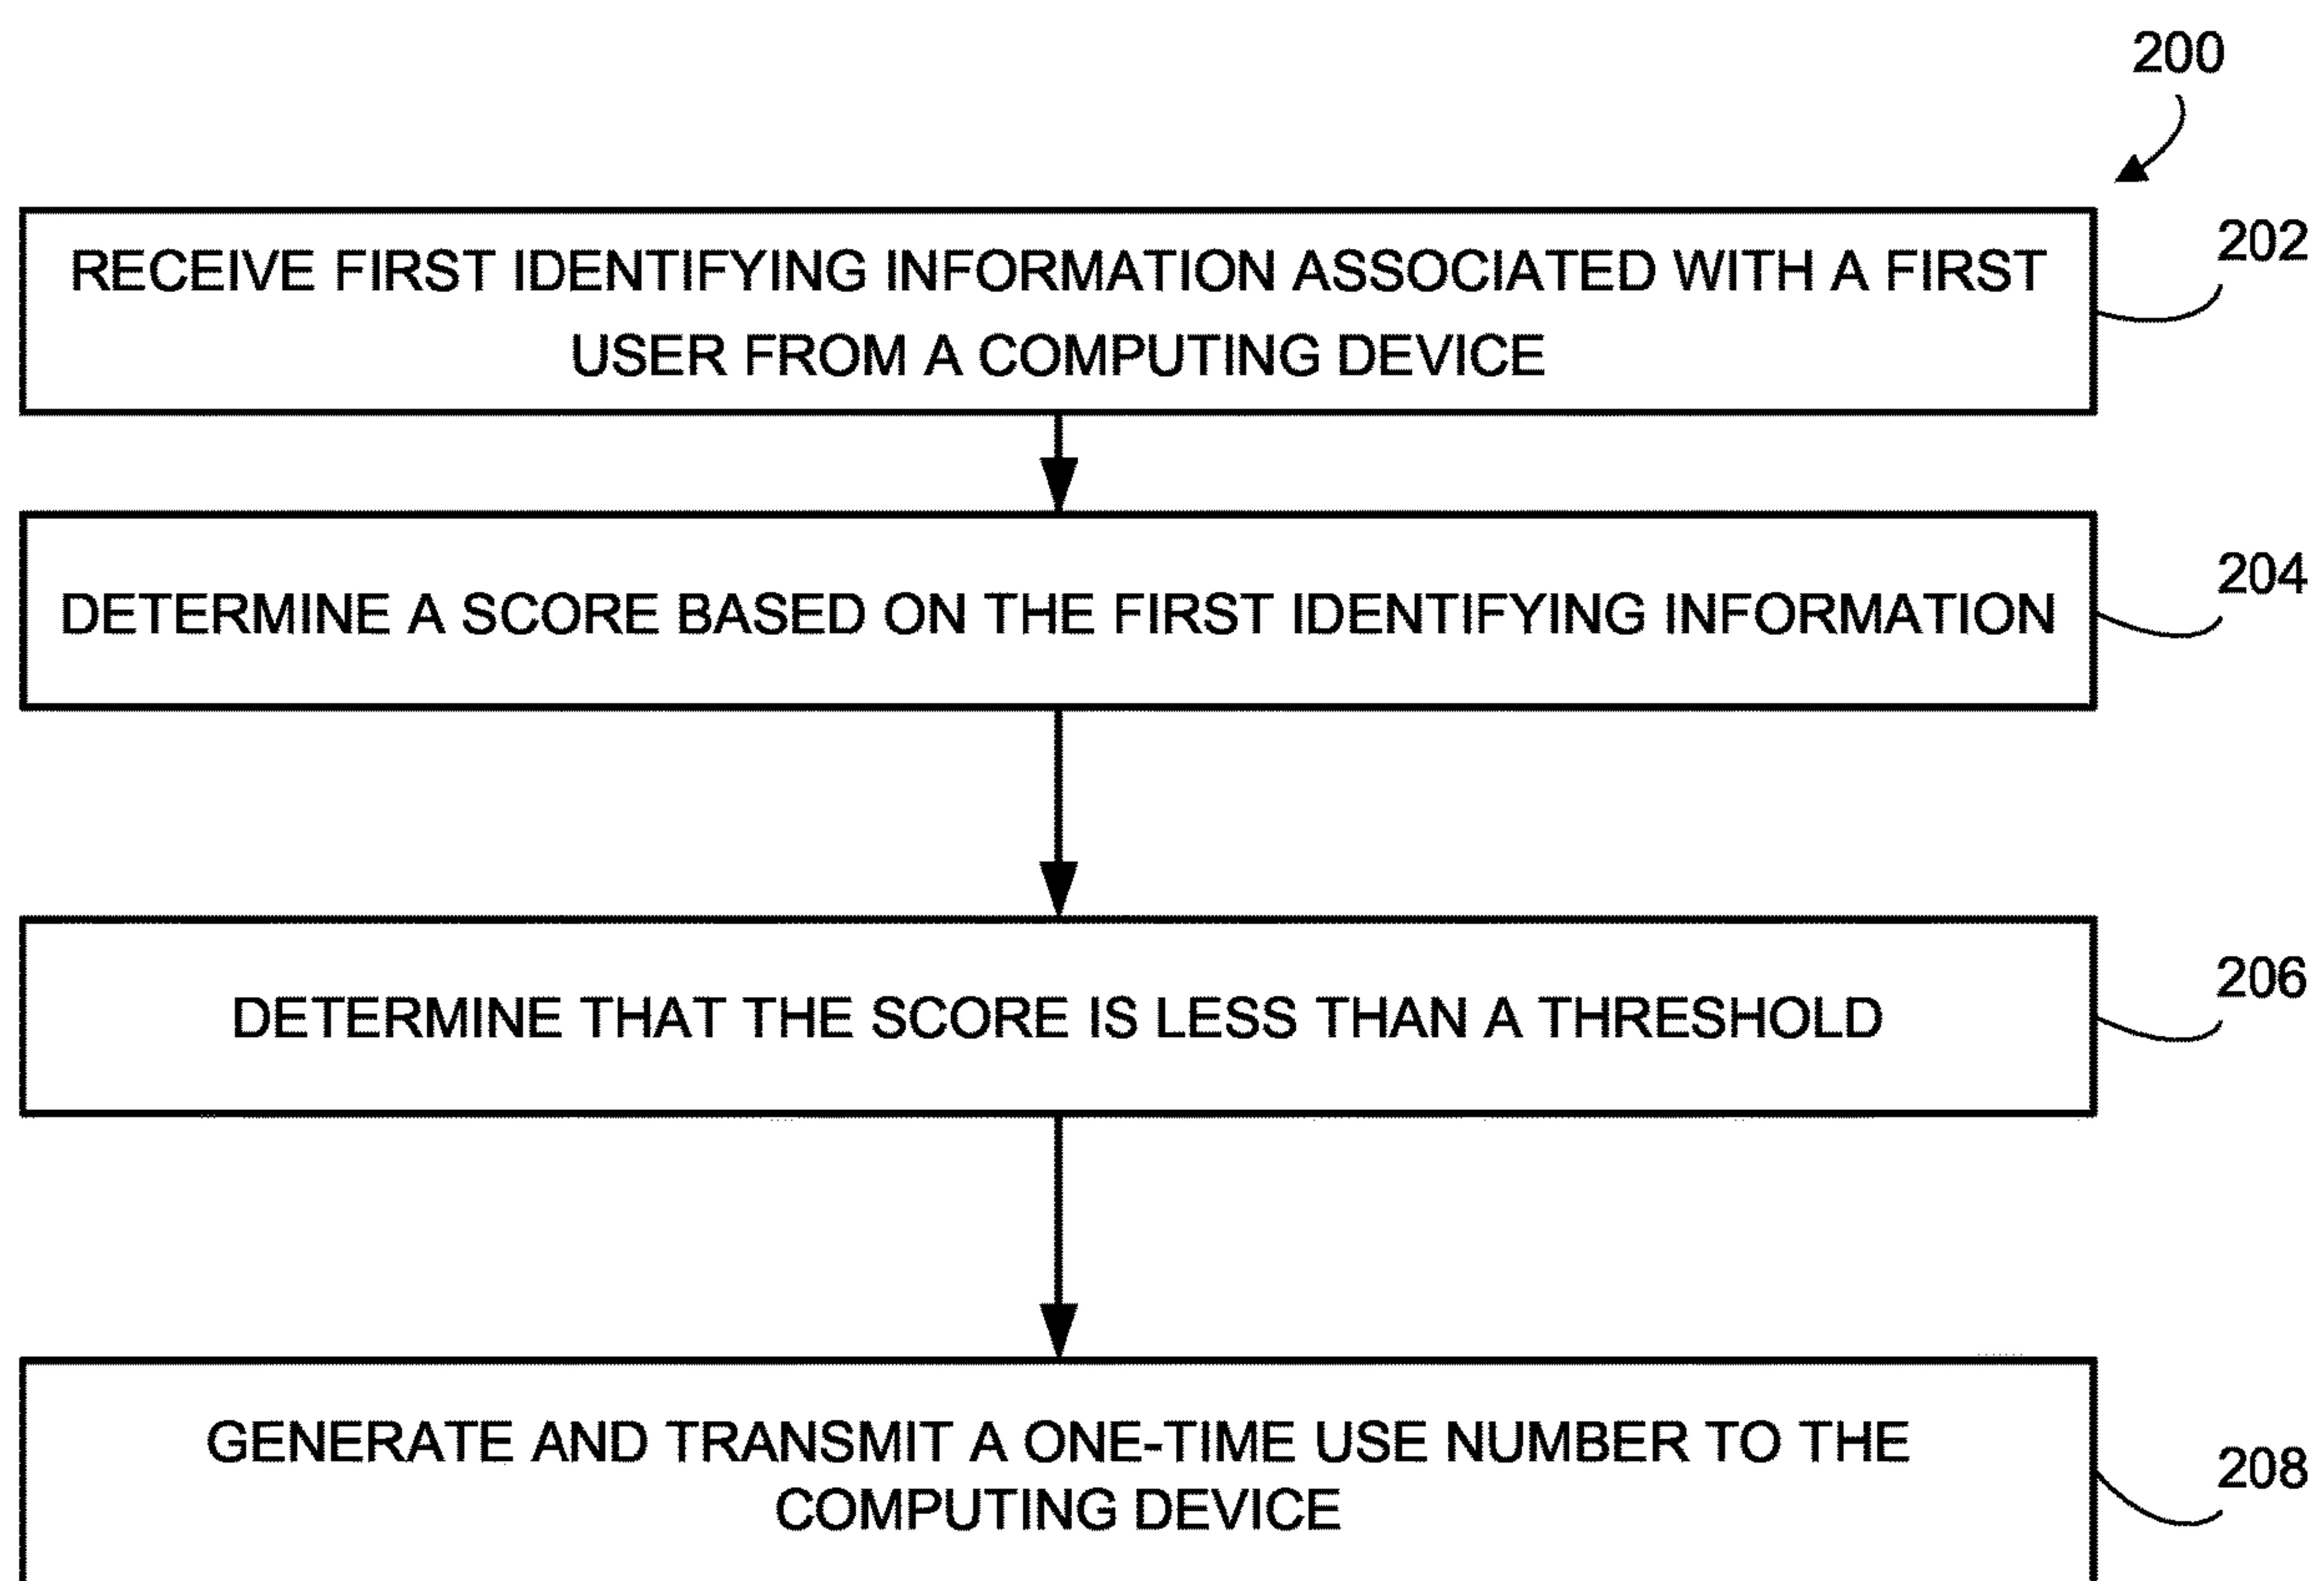 200
RECEIVE FIRST IDENTIFYING INFORMATION ASSOCIATED WITH A FIRST
USER FROM A COMPUTING DEVICE
202
DETERMINE A SCORE BASED ON THE FIRST IDENTIFYING INFORMATION
204
DETERMINE THAT THE SCORE IS LESS THAN A THRESHOLD
206
GENERATE AND TRANSMIT A ONE-TIME USE NUMBER TO THE
COMPUTING DEVICE
208